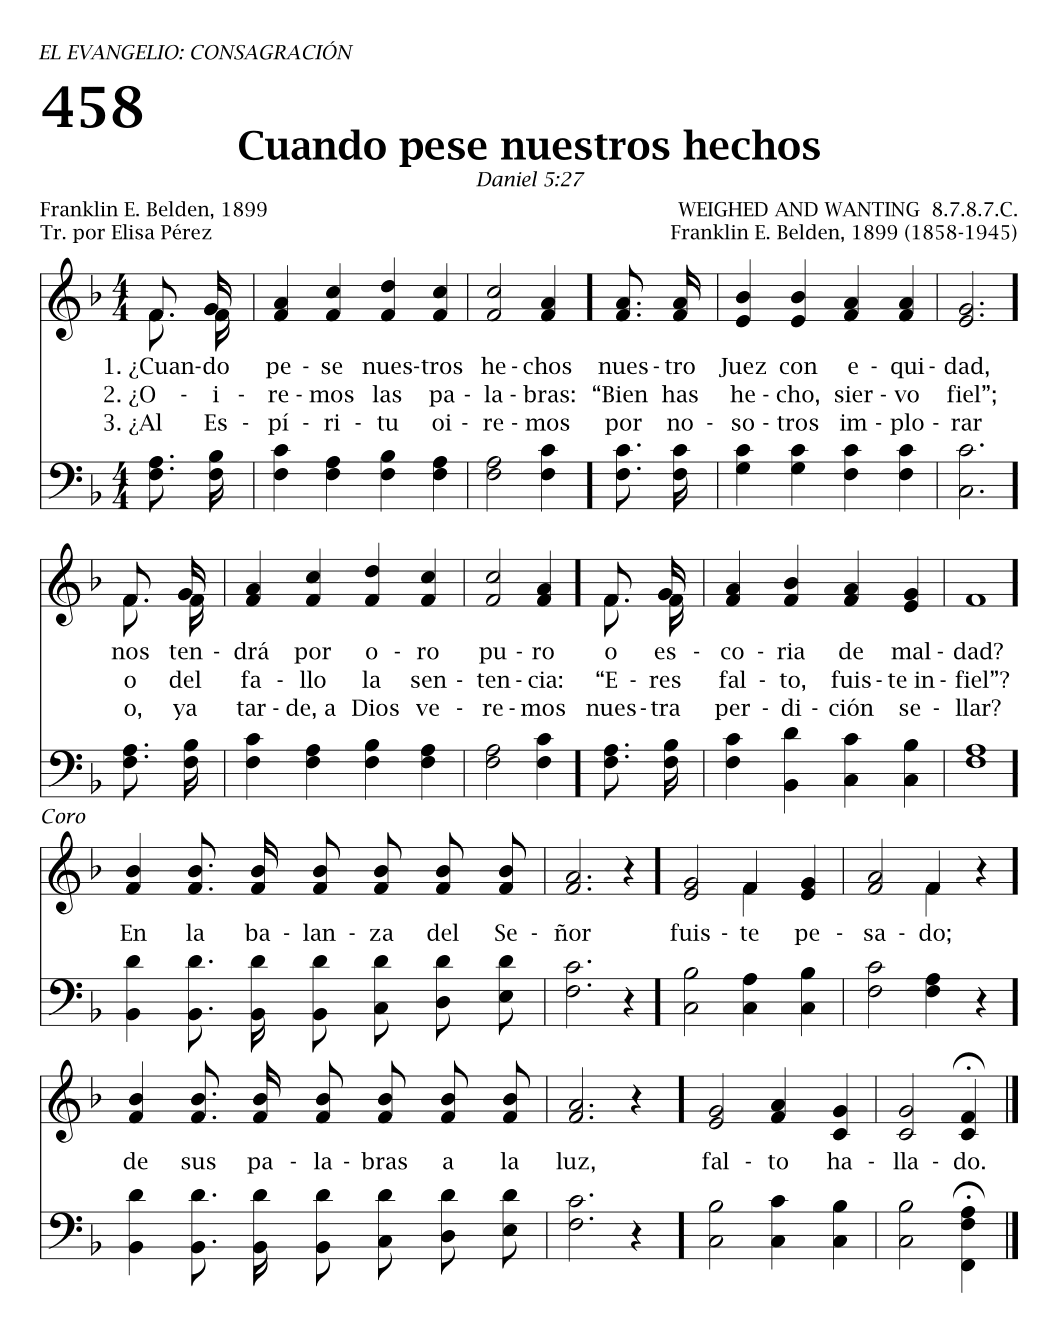 EL EVANGELIO: CONSAGRACIÓN
458
Cuando pese nuestros hechos
Daniel 5:27
Franklin E. Belden, 1899
WEIGHED AND WANTING 8.7.8.7.C.
Tr. por Elisa Pérez
Franklin E. Belden, 1899 (1858-1945)
4 4
1. ¿Cuan-do pe - se nues-tros he - chos nues - tro Juez con e - qui - dad,
2. ¿O - i - re - mos las pa - la - bras: “Bien has he - cho, sier - vo fiel”;
3. ¿Al Es - pí - ri - tu oi - re - mos por no - so - tros im - plo - rar
4 4
nos ten - drá por o - ro pu - ro o es - co - ria de mal - dad?
o del fa - llo la sen - ten - cia: “E - res fal - to, fuis - te in - fiel”?
o, ya tar - de, a Dios ve - re - mos nues - tra per - di - ción se - llar?
Coro
En la ba - lan - za del Se - ñor fuis - te pe - sa - do;
de sus pa - la - bras a la luz, fal - to ha - lla - do.